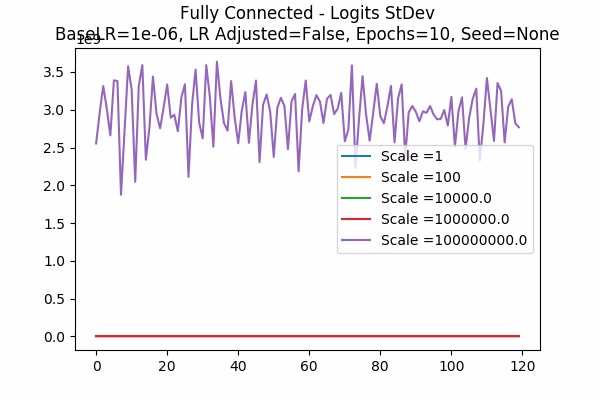 Fully Connected - Logits StDev
BaseLR=1e-06, LR Adjusted=False, Epochs=10, Seed=None
1e9
3.5
3.0
2.5
2.0
1.5
1.0
0.5
0.0
Scale =1
Scale =100
Scale =10000.0
Scale =1000000.0
Scale =100000000.0
0
20
40
60
80
100
120